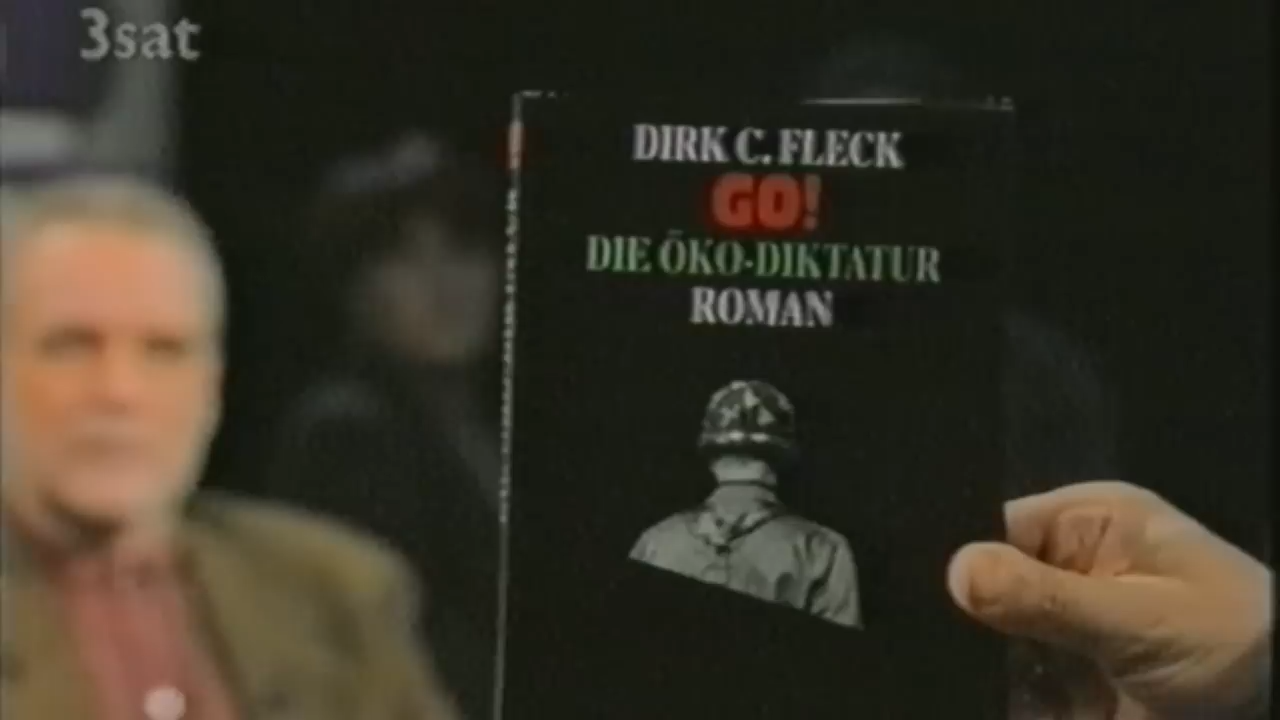 3sat
DIRK C. FLECK
GO!
DIE ÖKO-DIKTATUR
ROMAN